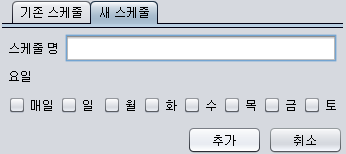 기존 스케줄 새 스케줄
스케줄 명
요일
매일 일 월 화 수 목 금 토
추가 취소